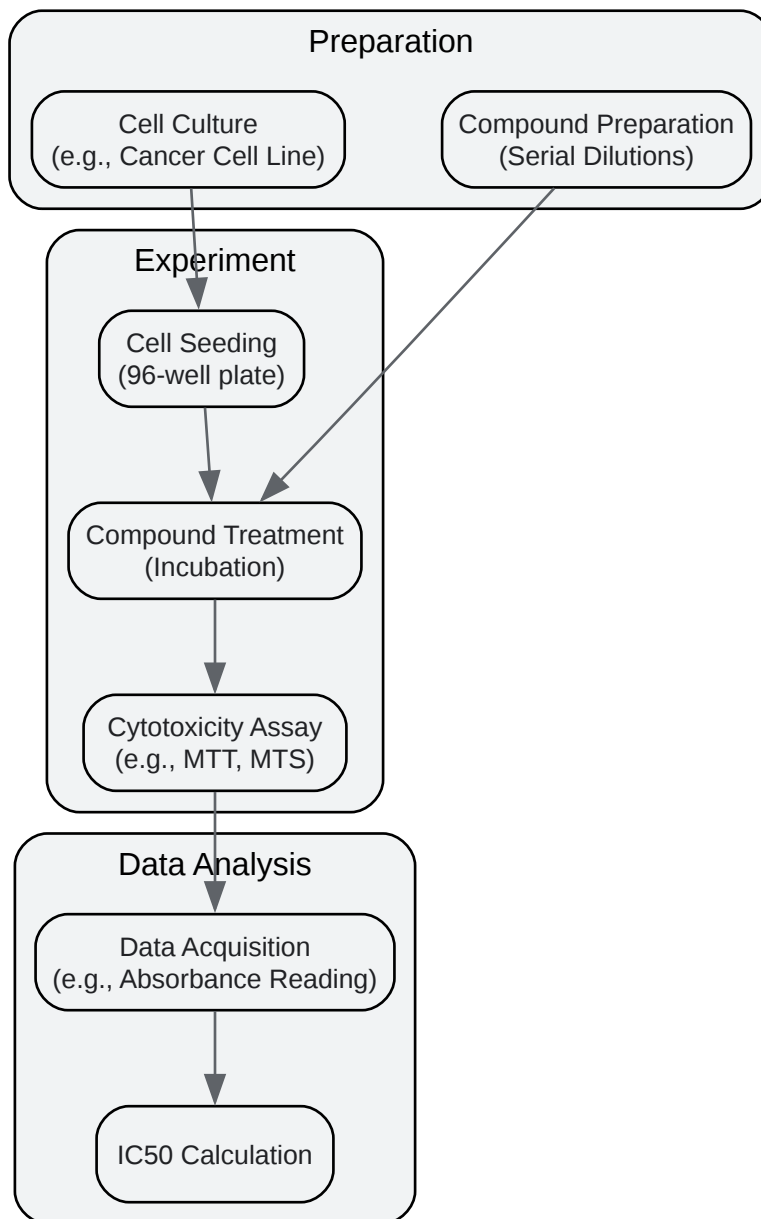 Preparation
Cell Culture
(e.g., Cancer Cell Line)
Compound Preparation
(Serial Dilutions)
Experiment
Cell Seeding
(96-well plate)
Compound Treatment
(Incubation)
Cytotoxicity Assay
(e.g., MTT, MTS)
Data Analysis
Data Acquisition
(e.g., Absorbance Reading)
IC50 Calculation